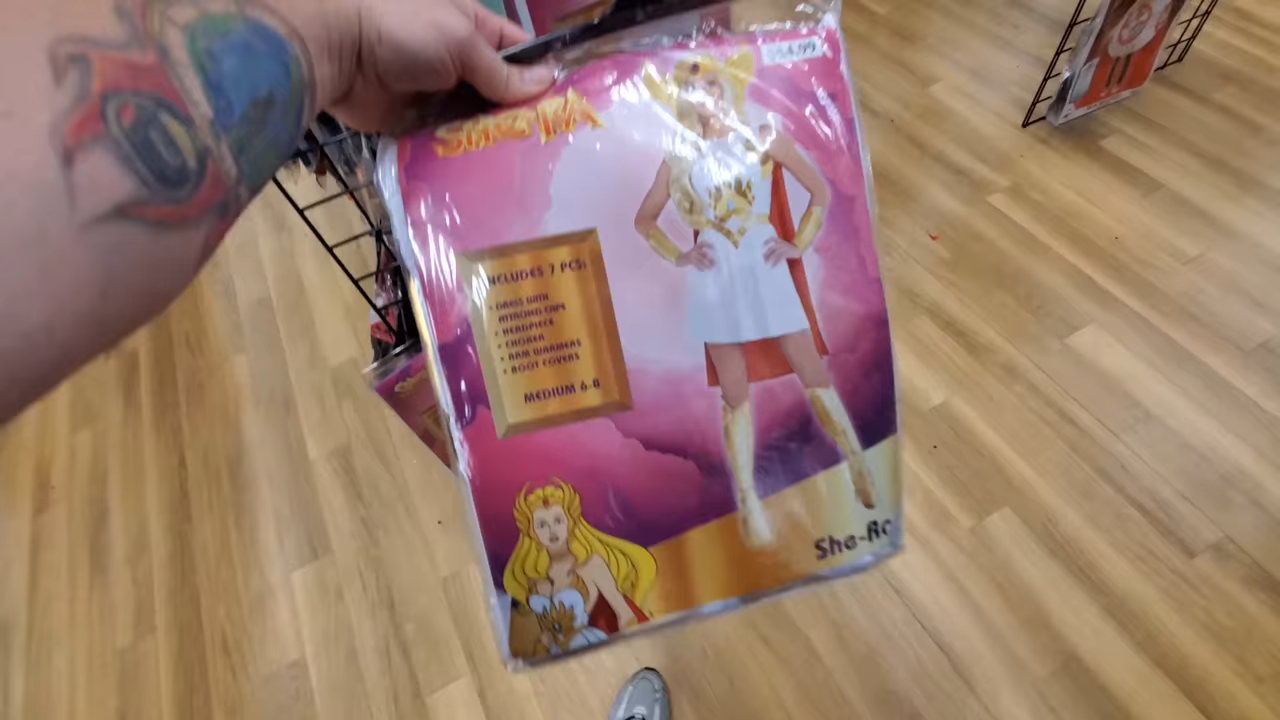 She-RA
INCLUDES 7 PCS:
• DRESS WITH
ATTACHED CAPE
• HEADPIECE
• CHOKER
• ARM WARMERS
• BOOT COVERS
MEDIUM 6-8
She-Ra